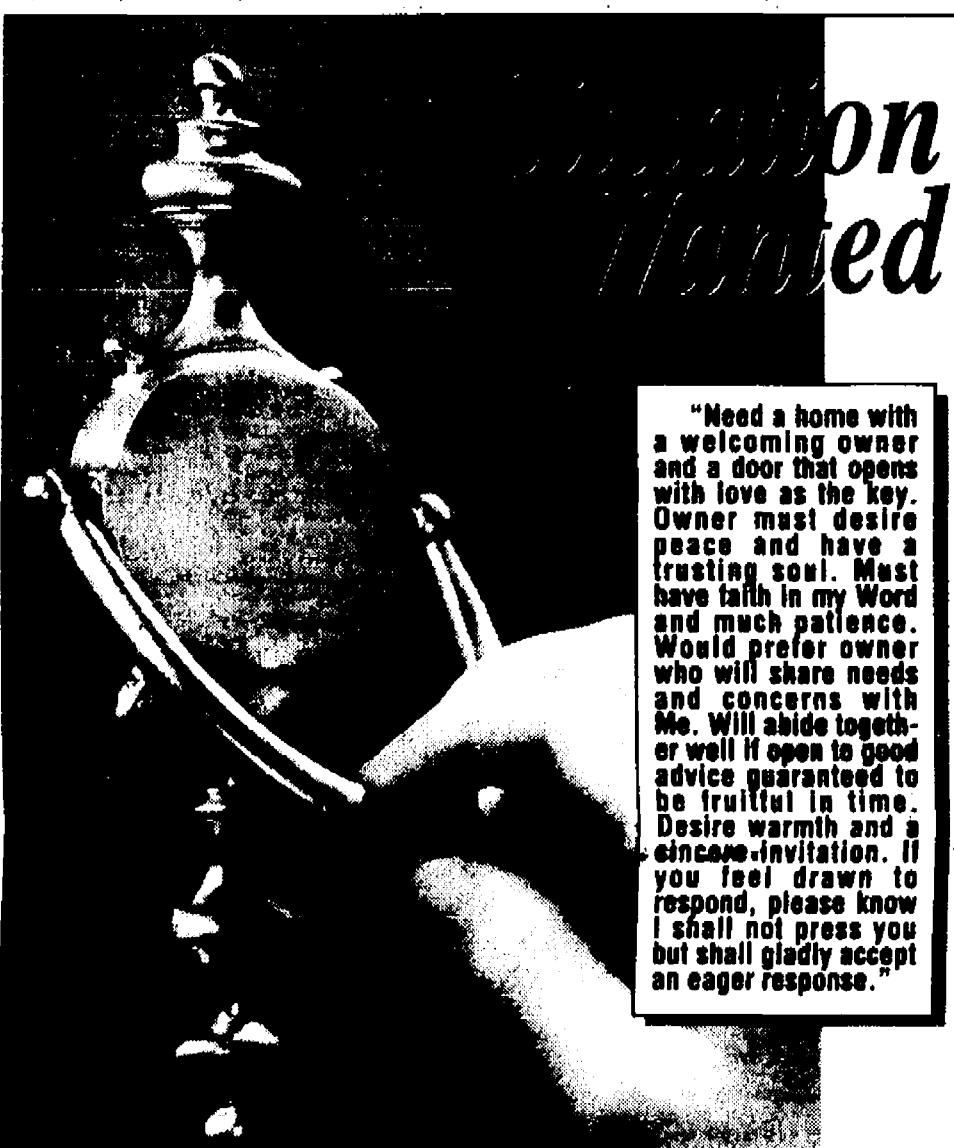 Wanted
"Need a home with
a welcoming owner
and a door that opens
with love as the key.
Owner must desire
peace and have a
trusting soul. Must
have faith in my Word
and much patience.
Would prefer owner
who will share needs
and concerns with
Me. Will abide togeth-
er well if open to good
advice guaranteed to
be fruitful in time.
Desire warmth and a
sincere invitation. If
you feel drawn to
respond, please know
I shall not press you
but shall gladly accept
an eager response."